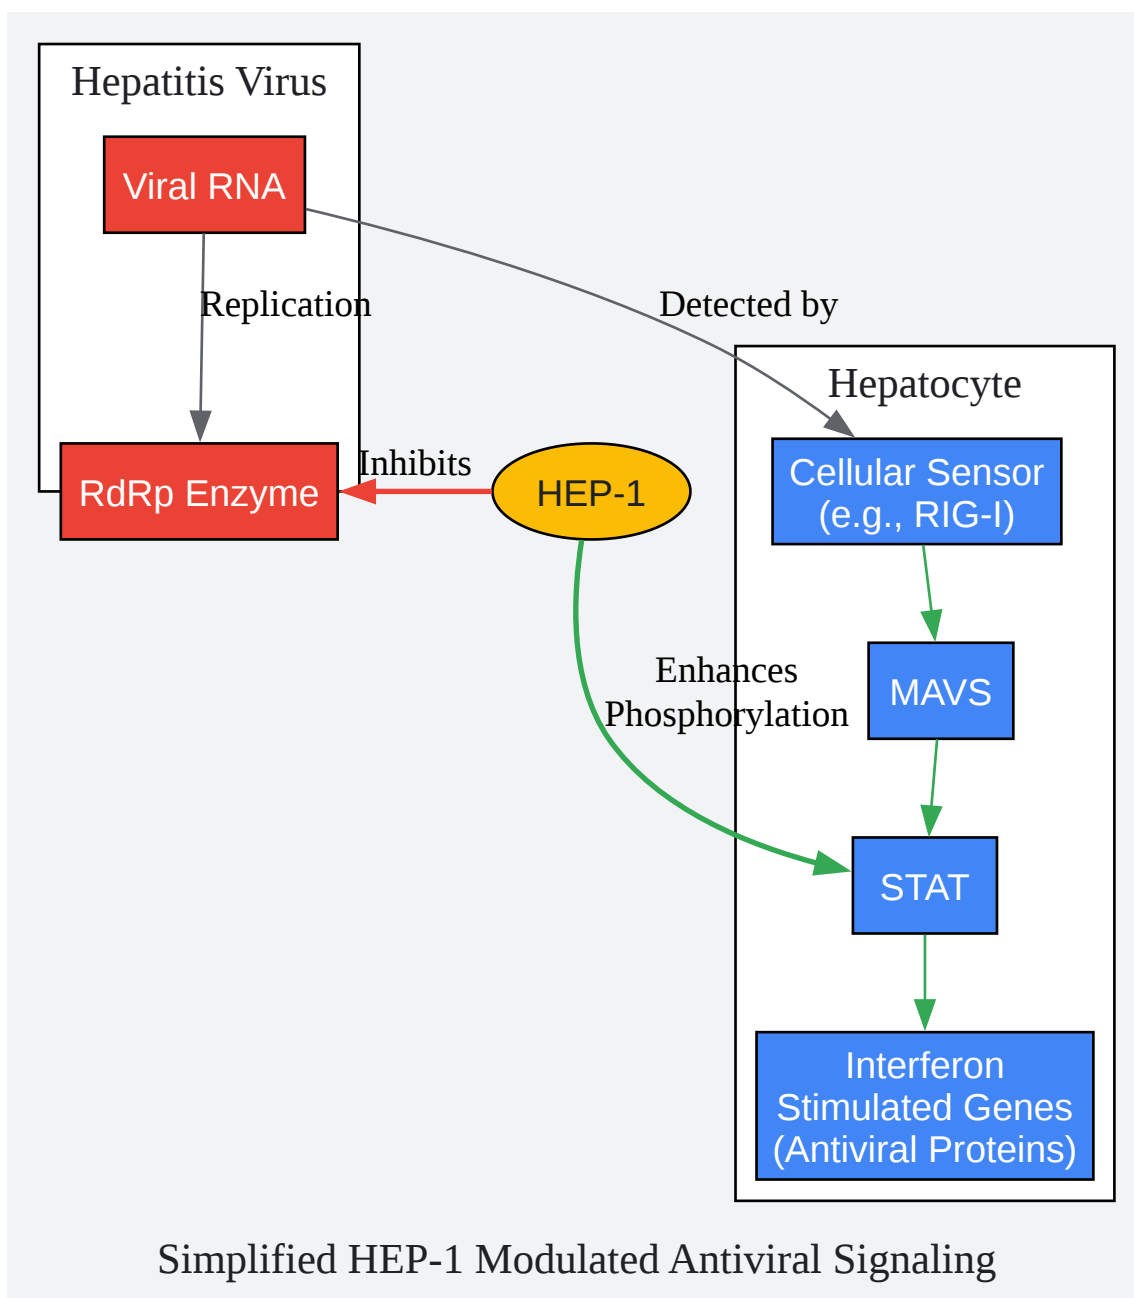 Hepatitis Virus
Viral RNA
Replication
Detected by
Hepatocyte
RdRp Enzyme
Inhibits
HEP-1
Cellular Sensor
(e.g., RIG-I)
Enhances
Phosphorylation
MAVS
STAT
Interferon
Stimulated Genes
(Antiviral Proteins)
Simplified HEP-1 Modulated Antiviral Signaling